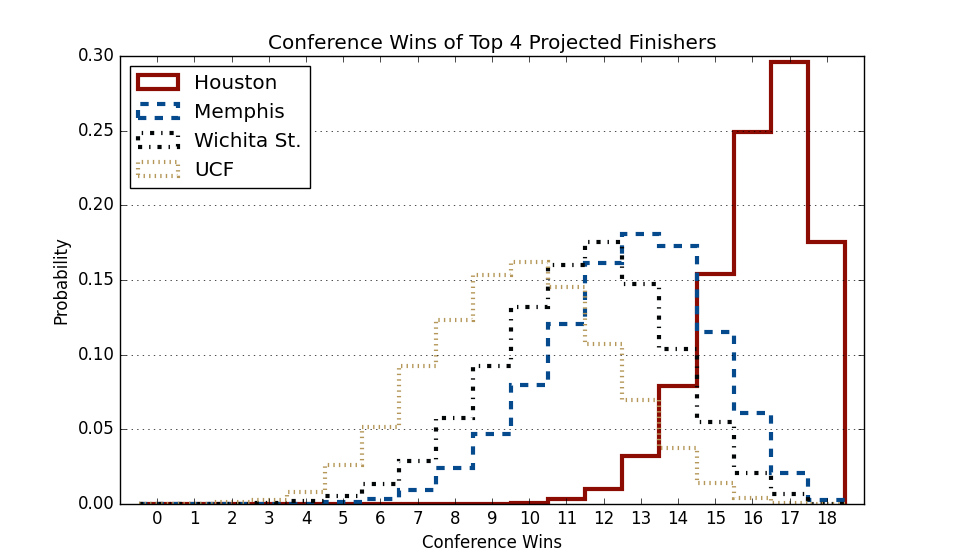 Conference Wins of Top 4 Projected Finishers
0.30
0.25
0.20
0.15
0.10
0.05
0.00
Probability
Houston
Memphis
Wichita St.
UCF
0 1 2 3 4 5 6 7 8 9 10 11 12 13 14 15 16 17 18
Conference Wins